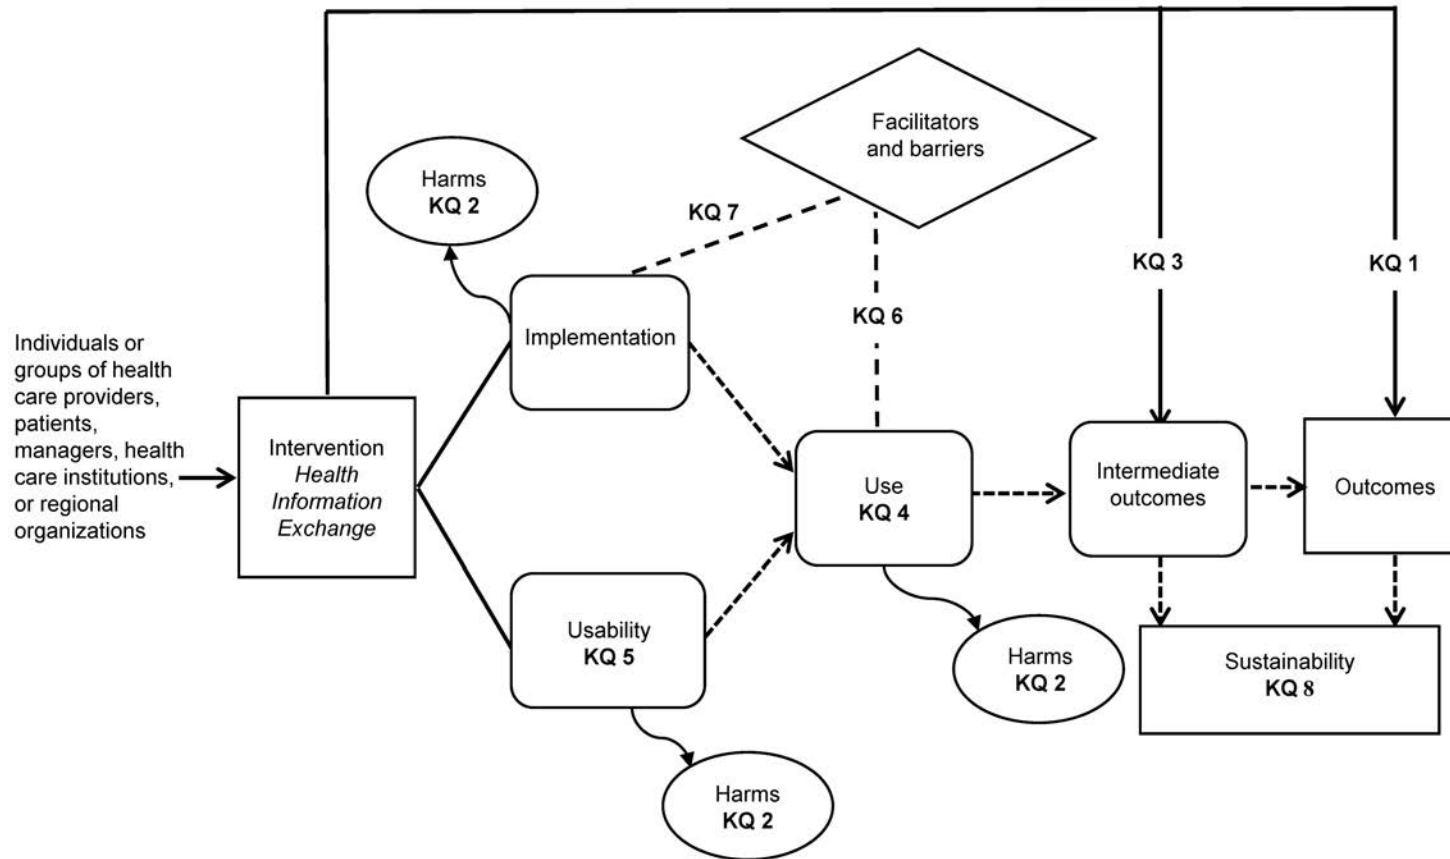 Facilitators
and barriers
Harms
KQ 2
KQ 7
KQ 3
KQ 1
KQ 6
Implementation
Individuals or
groups of health
care providers,
patients,
managers, health
care institutions,
or regional
organizations
Intervention
Health
Information
Exchange
Use
KQ 4
Intermediate
outcomes
Outcomes
Usability
KQ 5
Harms
KQ 2
Sustainability
KQ 8
Harms
KQ 2